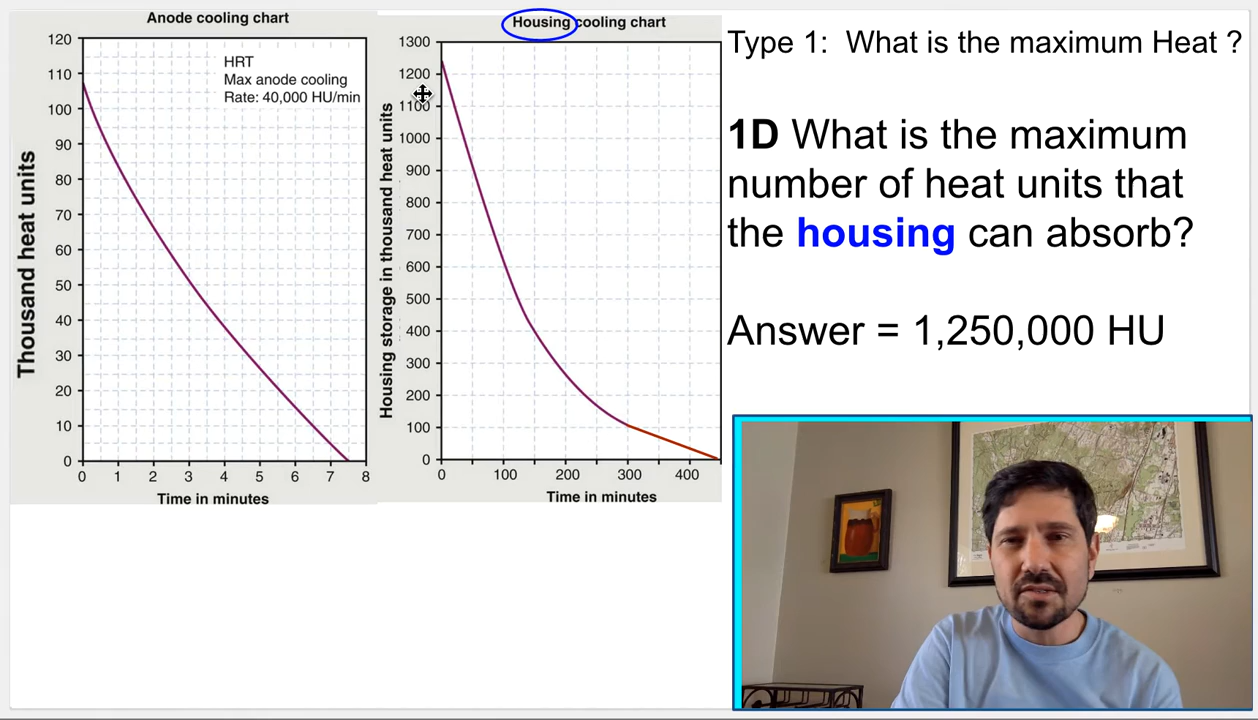 Anode cooling chart
120
110
100
90
80
70
60
50
40
30
20
10
0
Thousand heat units
HRT
Max anode cooling
Rate: 40,000 HU/min
0 1 2 3 4 5 6 7 8
Time in minutes
Housing cooling chart
1300
1200
1100
1000
900
800
700
600
500
400
300
200
100
0
Housing storage in thousand heat units
0 100 200 300 400
Time in minutes
Type 1: What is the maximum Heat ?
1D What is the maximum
number of heat units that
the housing can absorb?
Answer = 1,250,000 HU